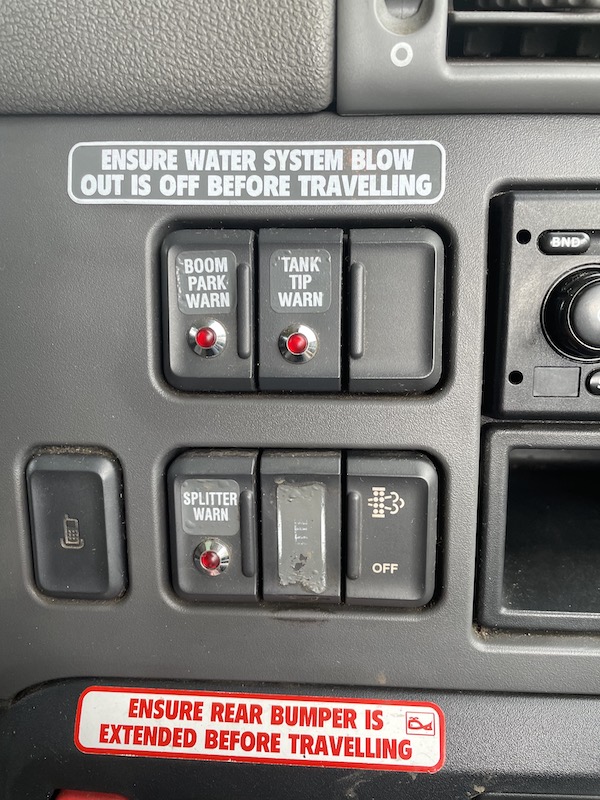 ENSURE WATER SYSTEM BLOW
OUT IS OFF BEFORE TRAVELLING
BND
BOOM
PARK
WARN
TANK
TIP
WARN
SPLITTER
WARN
OFF
ENSURE REAR BUMPER IS
EXTENDED BEFORE TRAVELLING